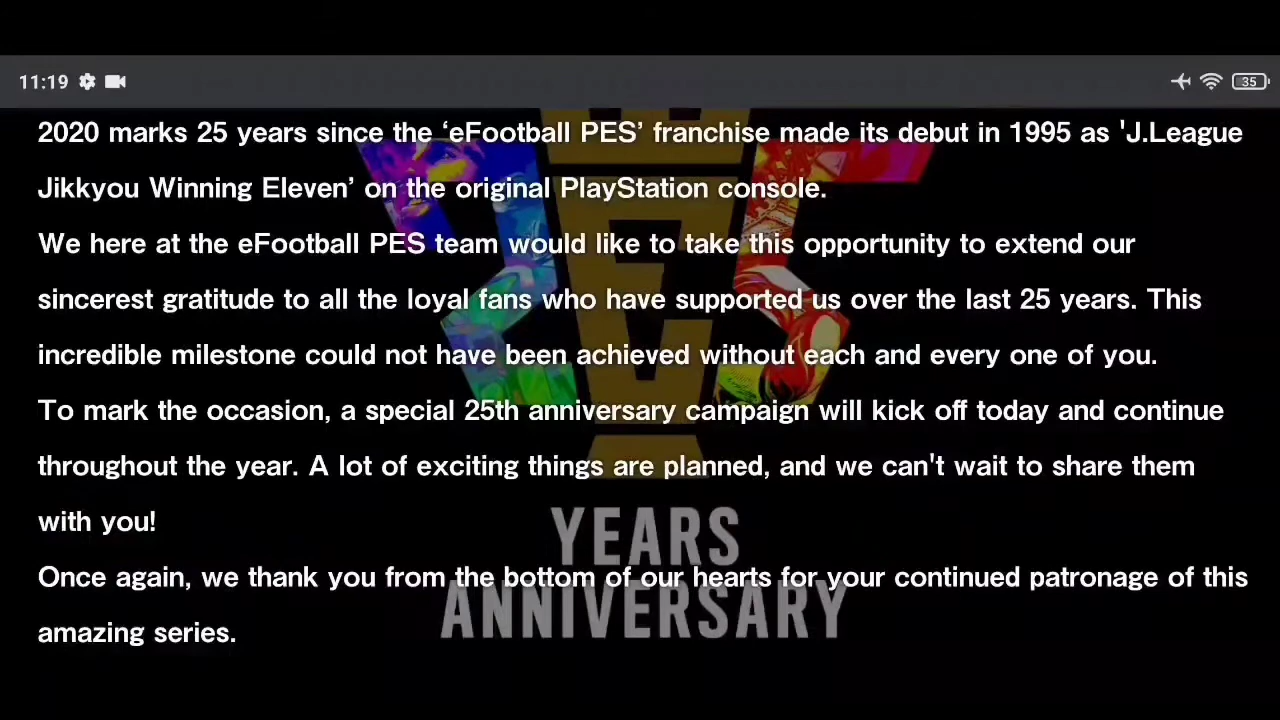 11:19
35
2020 marks 25 years since the ‘eFootball PES’ franchise made its debut in 1995 as 'J.League
Jikkyou Winning Eleven’ on the original PlayStation console.
We here at the eFootball PES team would like to take this opportunity to extend our
sincerest gratitude to all the loyal fans who have supported us over the last 25 years. This
incredible milestone could not have been achieved without each and every one of you.
To mark the occasion, a special 25th anniversary campaign will kick off today and continue
throughout the year. A lot of exciting things are planned, and we can't wait to share them
with you!
Once again, we thank you from the bottom of our hearts for your continued patronage of this
amazing series.
YEARS
ANNIVERSARY